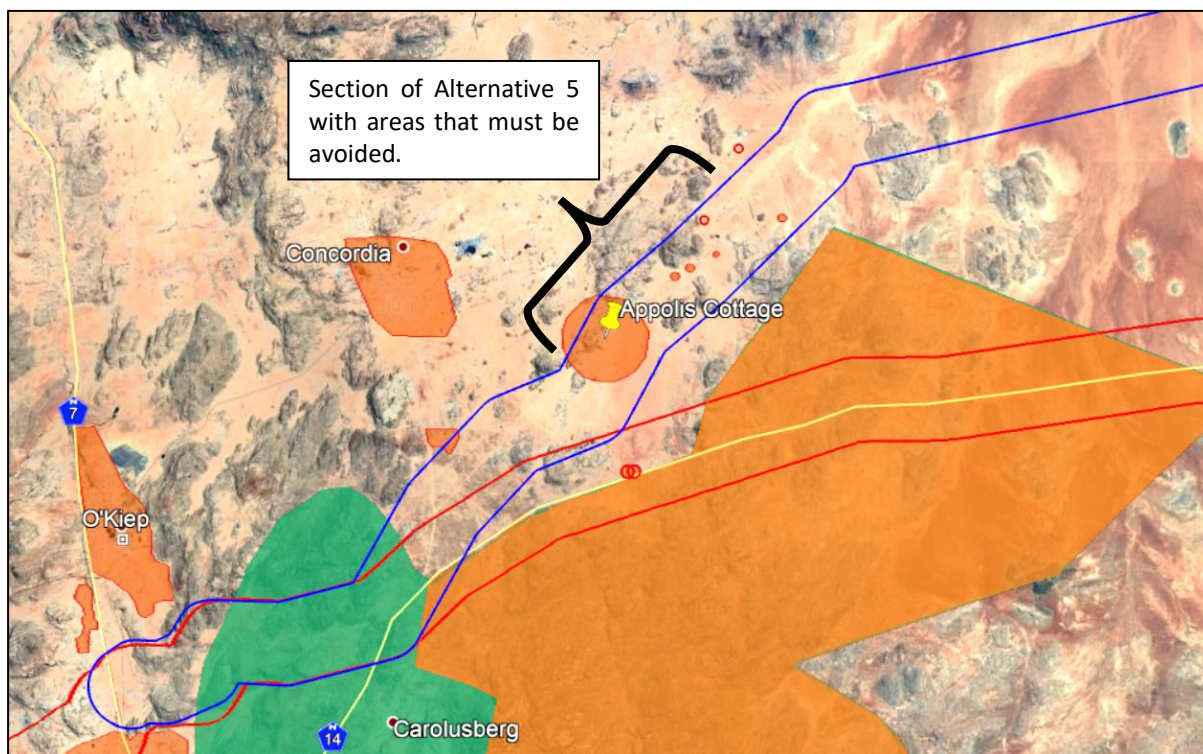 Section of Alternative 5
with areas that must be
avoided.
Concordia
Appolis Cottage
N
7
O'Kiep
Carolusberg
N
14